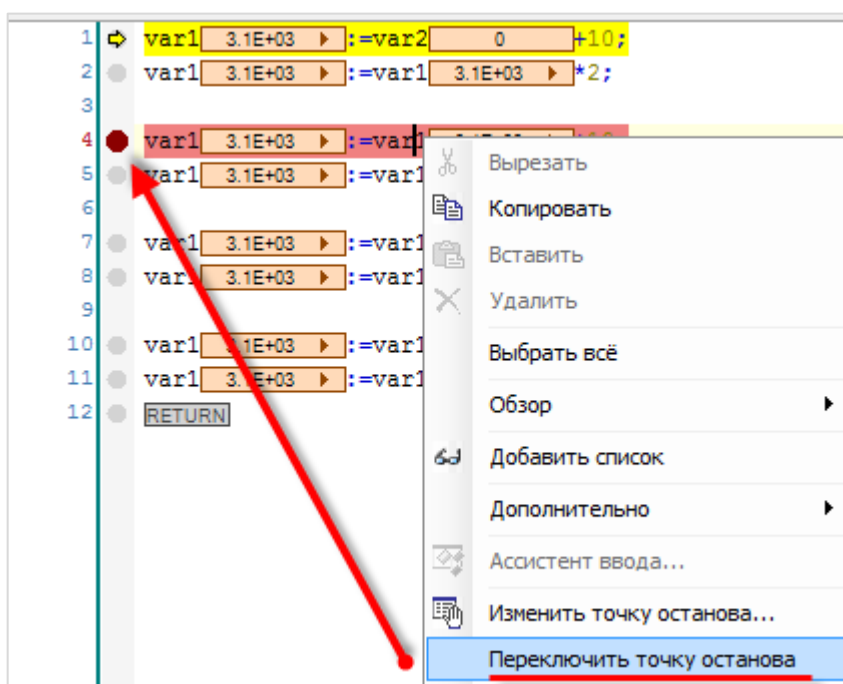 1 var1 3.1E+03 :=var2 0 +10;
2 var1 3.1E+03 :=var1 3.1E+03 *2;
3
4 var1 3.1E+03 :=var1
5 var1 3.1E+03 :=var1
6
7 var1 3.1E+03 :=var1
8 var1 3.1E+03 :=var1
9
10 var1 3.1E+03 :=var1
11 var1 3.1E+03 :=var1
12 RETURN
Вырезать
Копировать
Вставить
Удалить
Выбрать всё
Обзор
Добавить список
Дополнительно
Ассистент ввода...
Изменить точку останова...
Переключить точку останова